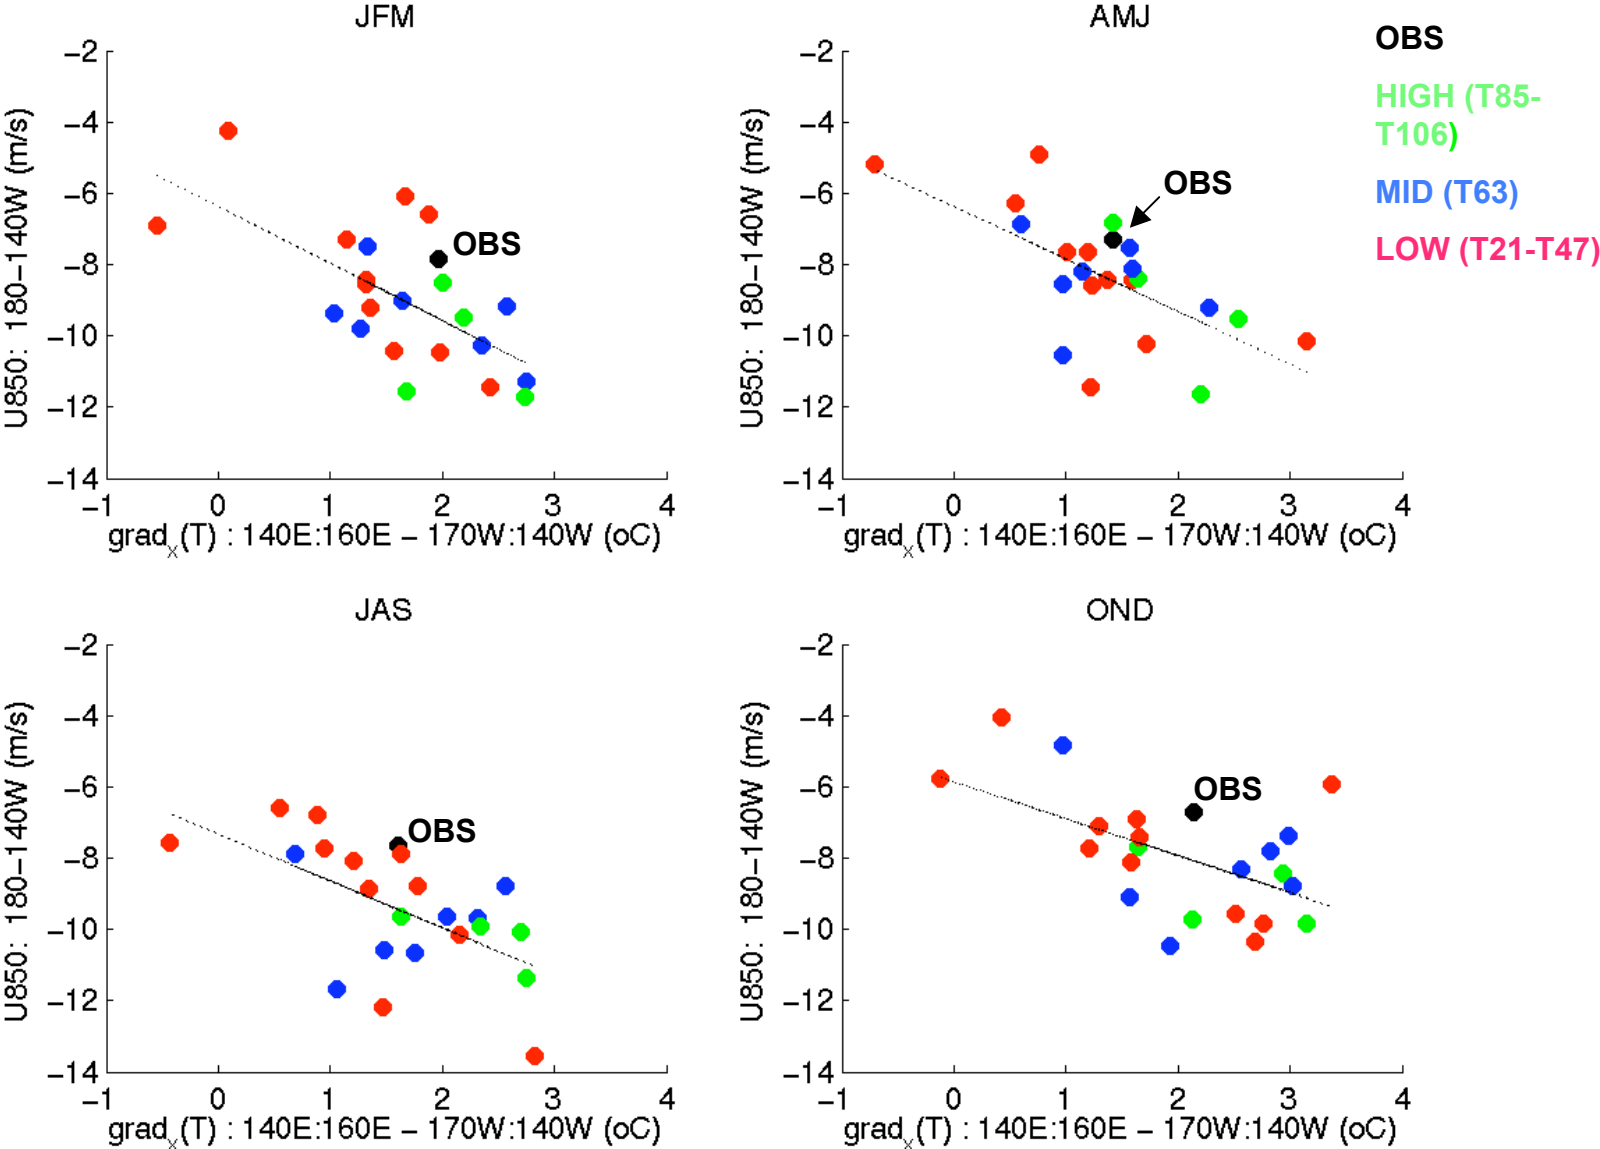 JFM
−2
−4
−6
−8
−10
−12
−14
U850: 180−140W (m/s)
OBS
−1 0 1 2 3 4
grad_x(T) : 140E:160E − 170W:140W (oC)
AMJ
−2
−4
−6
−8
−10
−12
−14
U850: 180−140W (m/s)
OBS
−1 0 1 2 3 4
grad_x(T) : 140E:160E − 170W:140W (oC)
OBS
HIGH (T85-
T106)
MID (T63)
LOW (T21-T47)
JAS
−2
−4
−6
−8
−10
−12
−14
U850: 180−140W (m/s)
OBS
−1 0 1 2 3 4
grad_x(T) : 140E:160E − 170W:140W (oC)
OND
−2
−4
−6
−8
−10
−12
−14
U850: 180−140W (m/s)
OBS
−1 0 1 2 3 4
grad_x(T) : 140E:160E − 170W:140W (oC)